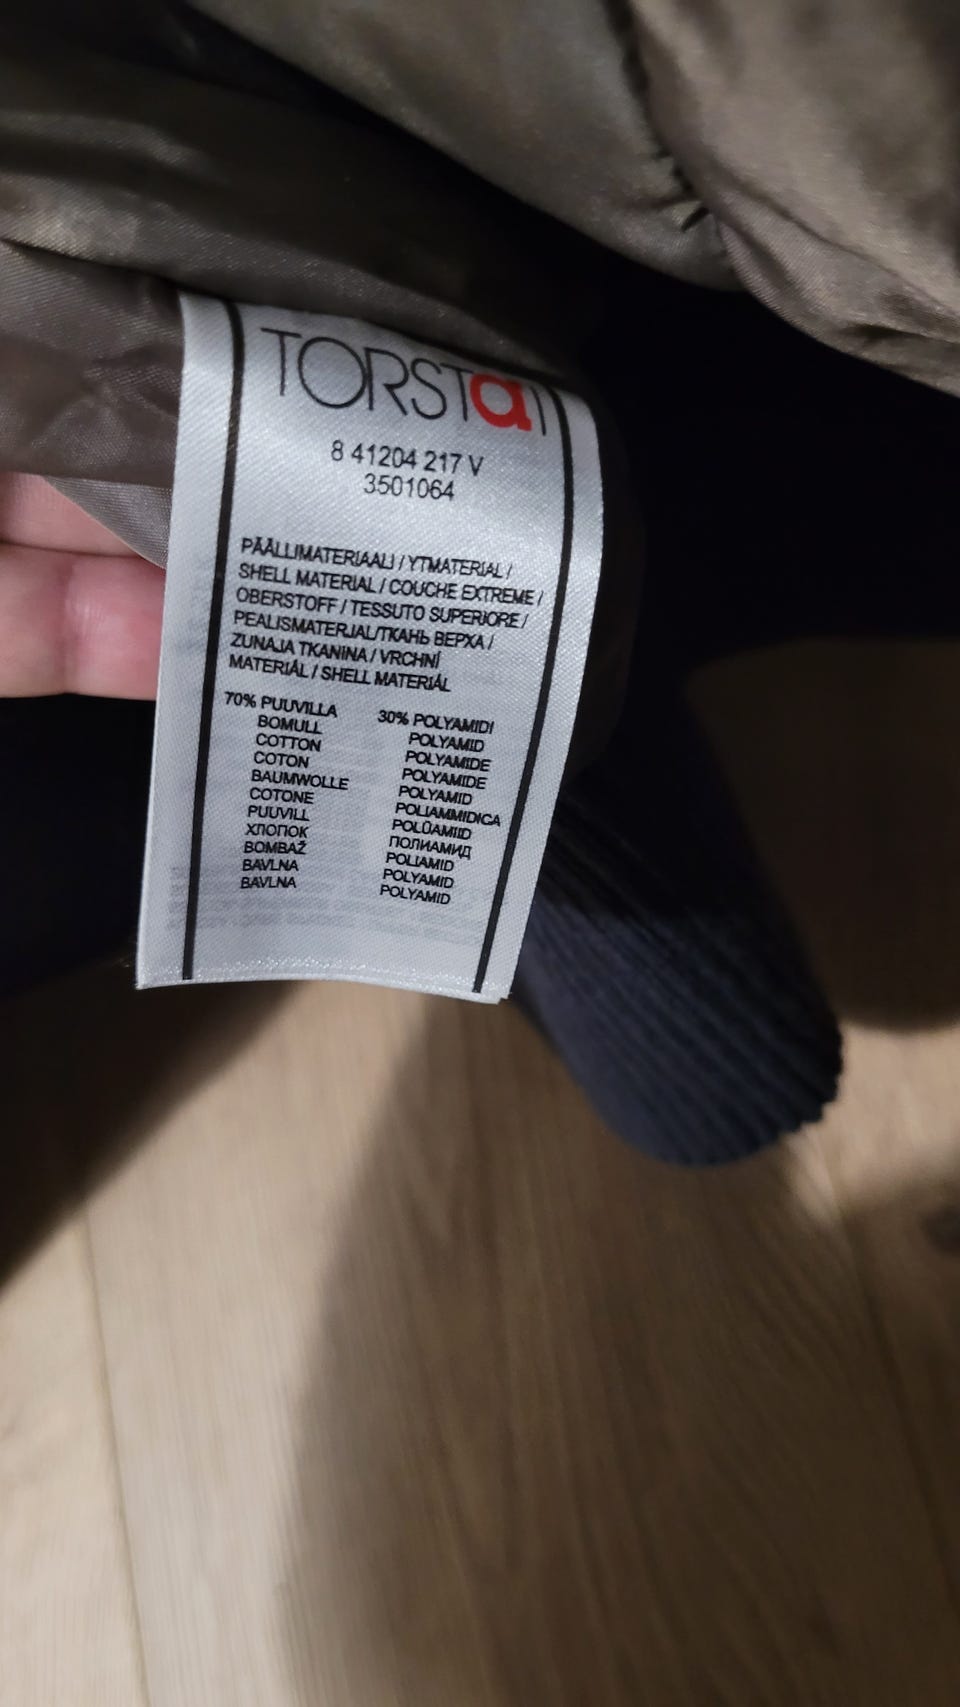 TORSTAI
8 41204 217 V
3501064
PÄÄLLIMATERIAALI / YTMATERIAL /
SHELL MATERIAL / COUCHE EXTREME /
OBERSTOFF / TESSUTO SUPERIORE /
PEALISMATERJAL/ТКАНЬ ВЕРХА /
ZUNAJA TKANINA / VRCHNÍ
MATERIÁL / SHELL MATERIÁL
70% PUUVILLA 30% POLYAMIDI
BOMULL POLYAMID
COTTON POLYAMIDE
COTON POLYAMIDE
BAUMWOLLE POLYAMID
COTONE POLIAMMIDICA
PUUVILL POLÜAMIID
ХЛОПОК ПОЛИАМИД
BOMBAŽ POLIAMID
BAVLNA POLYAMID
BAVLNA POLYAMID